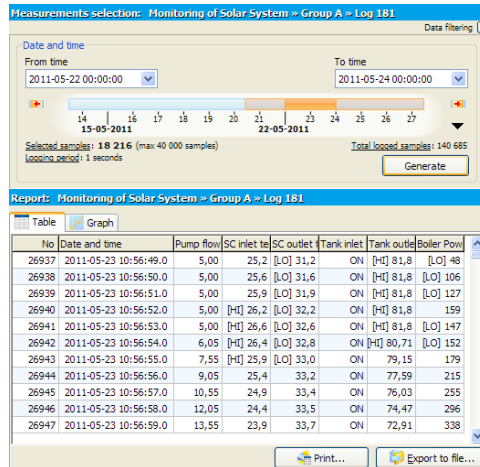 Measurements selection: Monitoring of Solar System » Group A » Log 181
Data filtering
Date and time
From time To time
2011-05-22 00:00:00 2011-05-24 00:00:00
14 16 17 18 19 20 21 23 24 25 26 27
15-05-2011 22-05-2011
Selected samples: 18 216 (max 40 000 samples) Total logged samples: 140 685
Logging period: 1 seconds
Generate
Report: Monitoring of Solar System » Group A » Log 181
Table Graph
No Date and time Pump flow SC inlet te SC outlet t Tank inlet Tank outle Boiler Pow
26937 2011-05-23 10:56:49.0 5,00 25,2 [LO] 31,2 ON [HI] 81,8 [LO] 48
26938 2011-05-23 10:56:50.0 5,00 25,6 [LO] 31,6 ON [HI] 81,8 [LO] 106
26939 2011-05-23 10:56:51.0 5,00 25,9 [LO] 31,9 ON [HI] 81,8 [LO] 127
26940 2011-05-23 10:56:52.0 5,00 [HI] 26,2 [LO] 32,2 ON [HI] 81,8 159
26941 2011-05-23 10:56:53.0 5,00 [HI] 26,6 [LO] 32,6 ON [HI] 81,8 [LO] 147
26942 2011-05-23 10:56:54.0 6,05 [HI] 26,4 [LO] 32,8 ON [HI] 80,71 [LO] 152
26943 2011-05-23 10:56:55.0 7,55 [HI] 25,9 [LO] 33,0 ON 79,15 179
26944 2011-05-23 10:56:56.0 9,05 25,4 33,2 ON 77,59 215
26945 2011-05-23 10:56:57.0 10,55 24,9 33,4 ON 76,03 255
26946 2011-05-23 10:56:58.0 12,05 24,4 33,5 ON 74,47 296
26947 2011-05-23 10:56:59.0 13,55 23,9 33,7 ON 72,91 338
Print... Export to file...